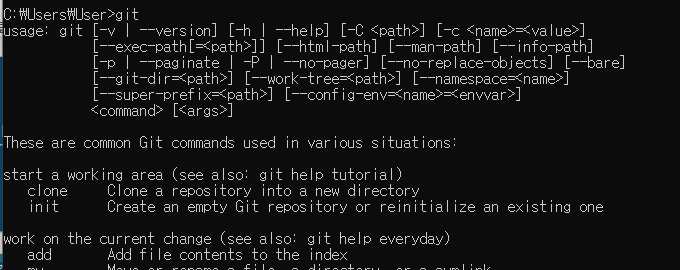 C:₩Users₩User>git
usage: git [-v | --version] [-h | --help] [-C <path>] [-c <name>=<value>]
           [--exec-path[=<path>]] [--html-path] [--man-path] [--info-path]
           [-p | --paginate | -P | --no-pager] [--no-replace-objects] [--bare]
           [--git-dir=<path>] [--work-tree=<path>] [--namespace=<name>]
           [--super-prefix=<path>] [--config-env=<name>=<envvar>]
           <command> [<args>]

These are common Git commands used in various situations:

start a working area (see also: git help tutorial)
   clone     Clone a repository into a new directory
   init      Create an empty Git repository or reinitialize an existing one

work on the current change (see also: git help everyday)
   add       Add file contents to the index
   mv        Move or rename a file, a directory, or a symlink